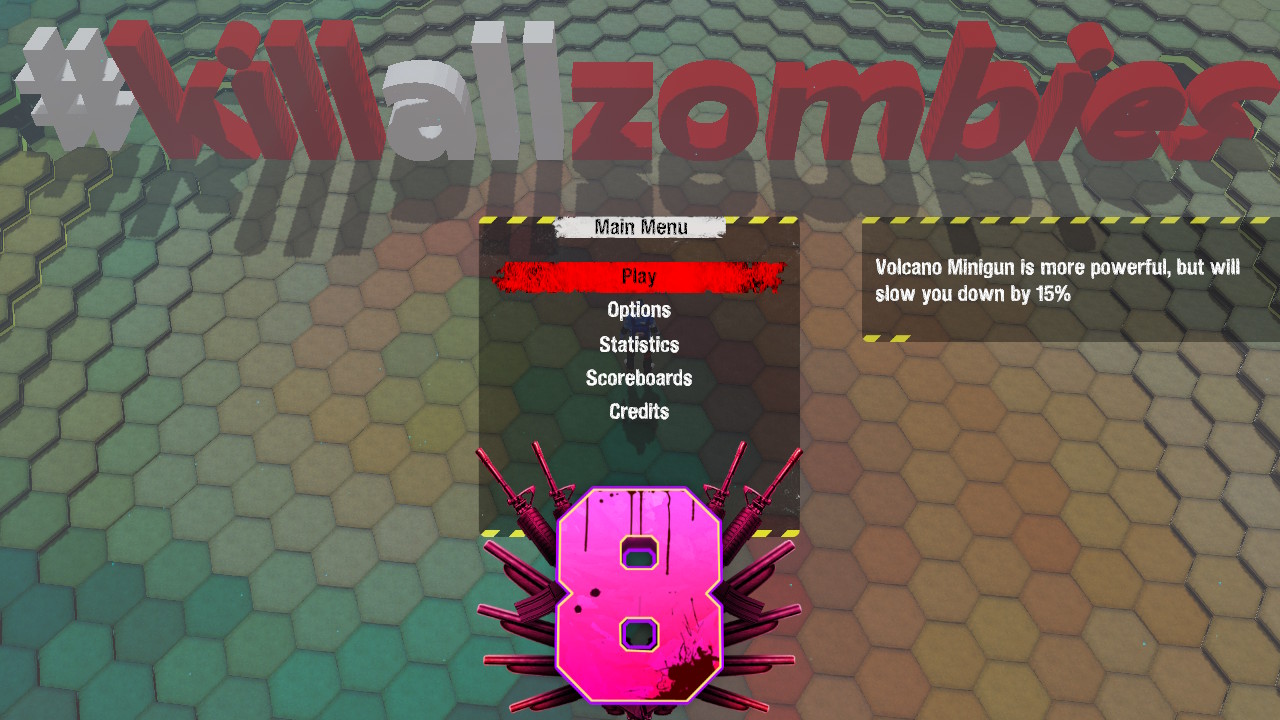 #killallzombies
Main Menu
Play
Options
Statistics
Scoreboards
Credits
Volcano Minigun is more powerful, but will
slow you down by 15%
8